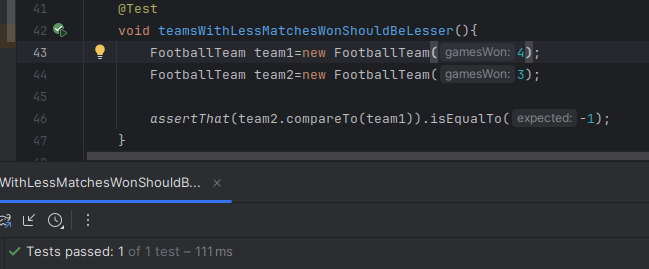 41 @Test
42 void teamsWithLessMatchesWonShouldBeLesser(){
43 FootballTeam team1=new FootballTeam( gamesWon: 4);
44 FootballTeam team2=new FootballTeam( gamesWon: 3);
45
46 assertThat(team2.compareTo(team1)).isEqualTo( expected: -1);
47 }
WithLessMatchesWonShouldB... ×
Tests passed: 1 of 1 test – 111 ms